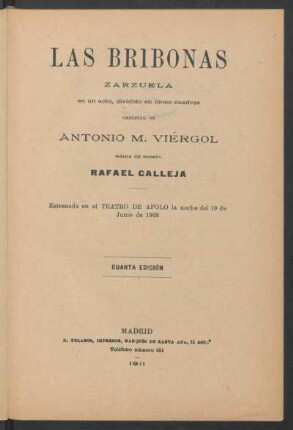 LAS BRIBONAS
ZARZUELA
en un acto, dividido en cinco cuadros
ORIGINAL DE
ANTONIO M. VIÉRGOL
música del maestro
RAFAEL CALLEJA
Estrenada en el TEATRO DE APOLO la noche del 10 de
Junio de 1908
CUARTA EDICIÓN
MADRID
R. VELASCO, IMPRESOR, MARQUÉS DE SANTA ANA, 11 DUP.º
Teléfono número 551
1911